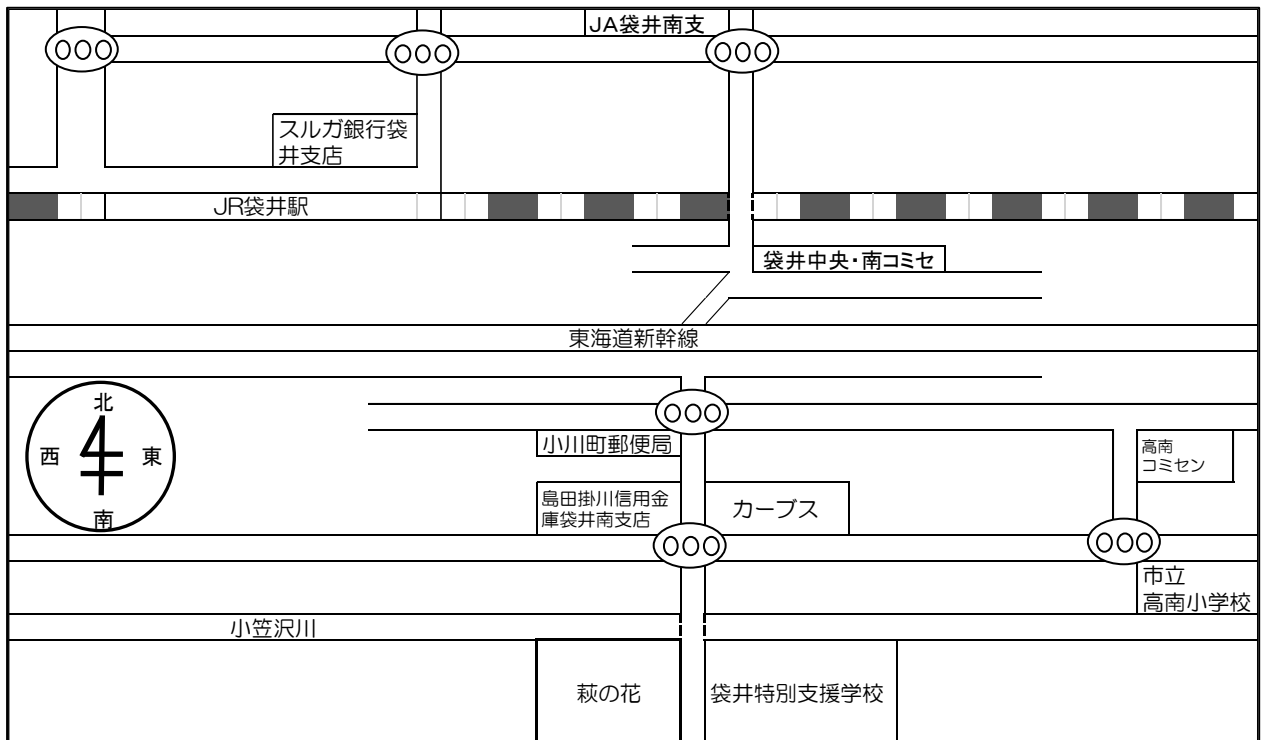 JA袋井南支
スルガ銀行袋
井支店
JR袋井駅
袋井中央・南コミセ
東海道新幹線
北
西
東
南
小川町郵便局
高南
コミセン
島田掛川信用金
庫袋井南支店
カーブス
市立
高南小学校
小笠沢川
萩の花
袋井特別支援学校